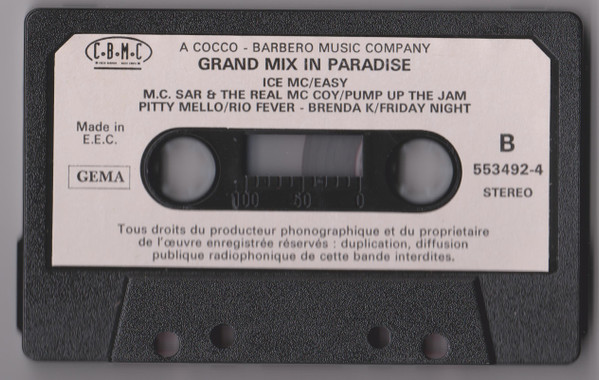 C·B·M·C
A COCCO - BARBERO MUSIC COMPANY
GRAND MIX IN PARADISE
ICE MC/EASY
M.C. SAR & THE REAL MC COY/PUMP UP THE JAM
PITTY MELLO/RIO FEVER - BRENDA K/FRIDAY NIGHT
Made in
E.E.C.
GEMA
B
553492-4
STEREO
100 50 0
Tous droits du producteur phonographique et du proprietaire
de l'œuvre enregistrée réservés : duplication, diffusion
publique radiophonique de cette bande interdites.